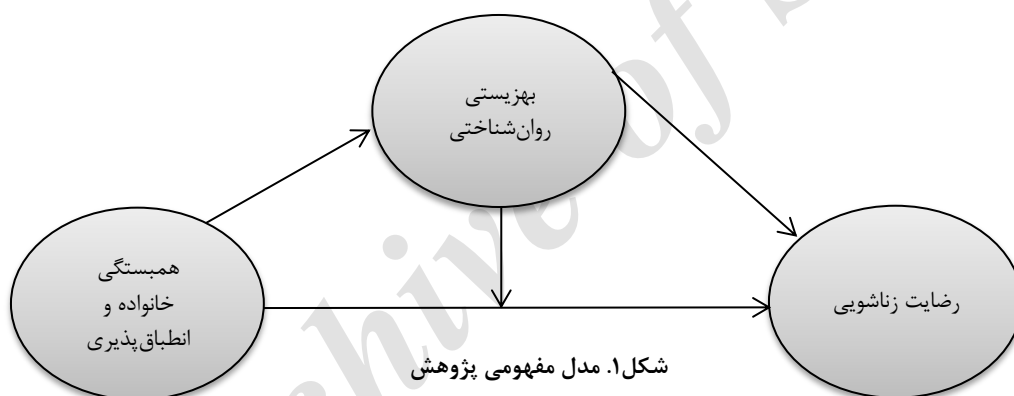 بهزیستی
روان‌شناختی
همبستگی
خانواده و
انطباق‌پذیری
رضایت زناشویی
شکل۱. مدل مفهومی پژوهش